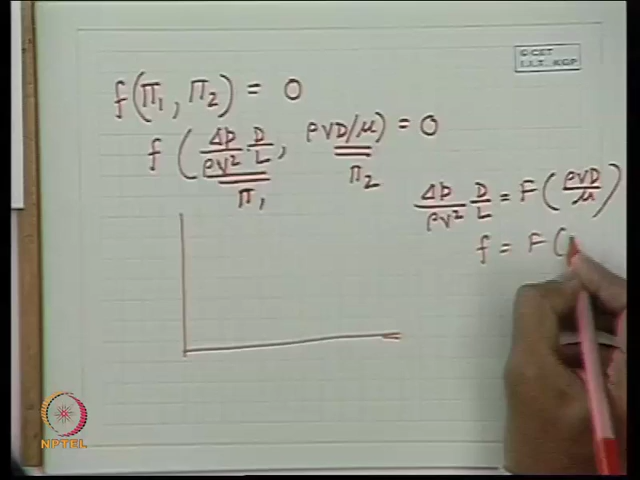 © CET
I.I.T. KGP
f(Π₁, Π₂) = 0
f(Δp/ρV² D/L, ρVD/μ) = 0
Π₁ Π₂
Δp/ρV² D/L = F(ρVD/μ)
f = F(
NPTEL